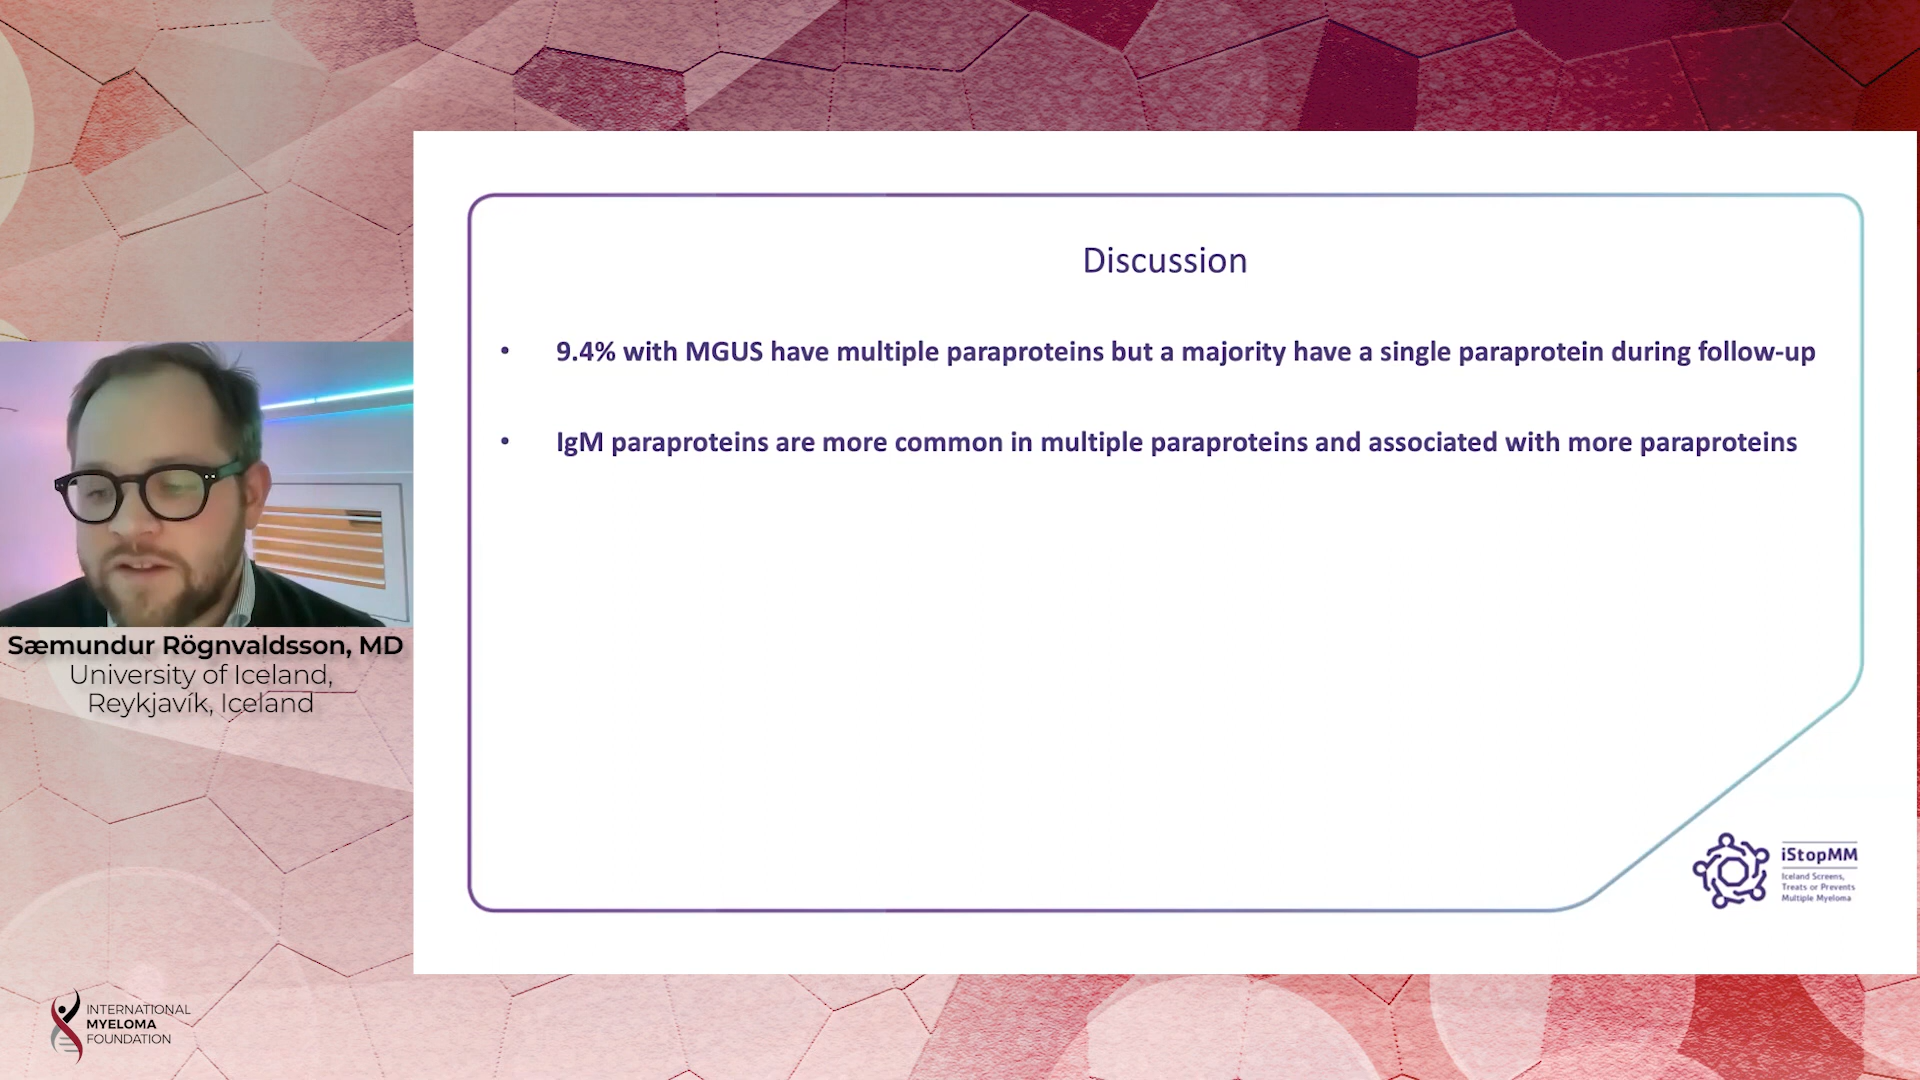 Discussion
• 9.4% with MGUS have multiple paraproteins but a majority have a single paraprotein during follow-up
• IgM paraproteins are more common in multiple paraproteins and associated with more paraproteins
Sæmundur Rögnvaldsson, MD
University of Iceland,
Reykjavík, Iceland
iStopMM
Iceland Screens,
Treats or Prevents
Multiple Myeloma
INTERNATIONAL
MYELOMA
FOUNDATION